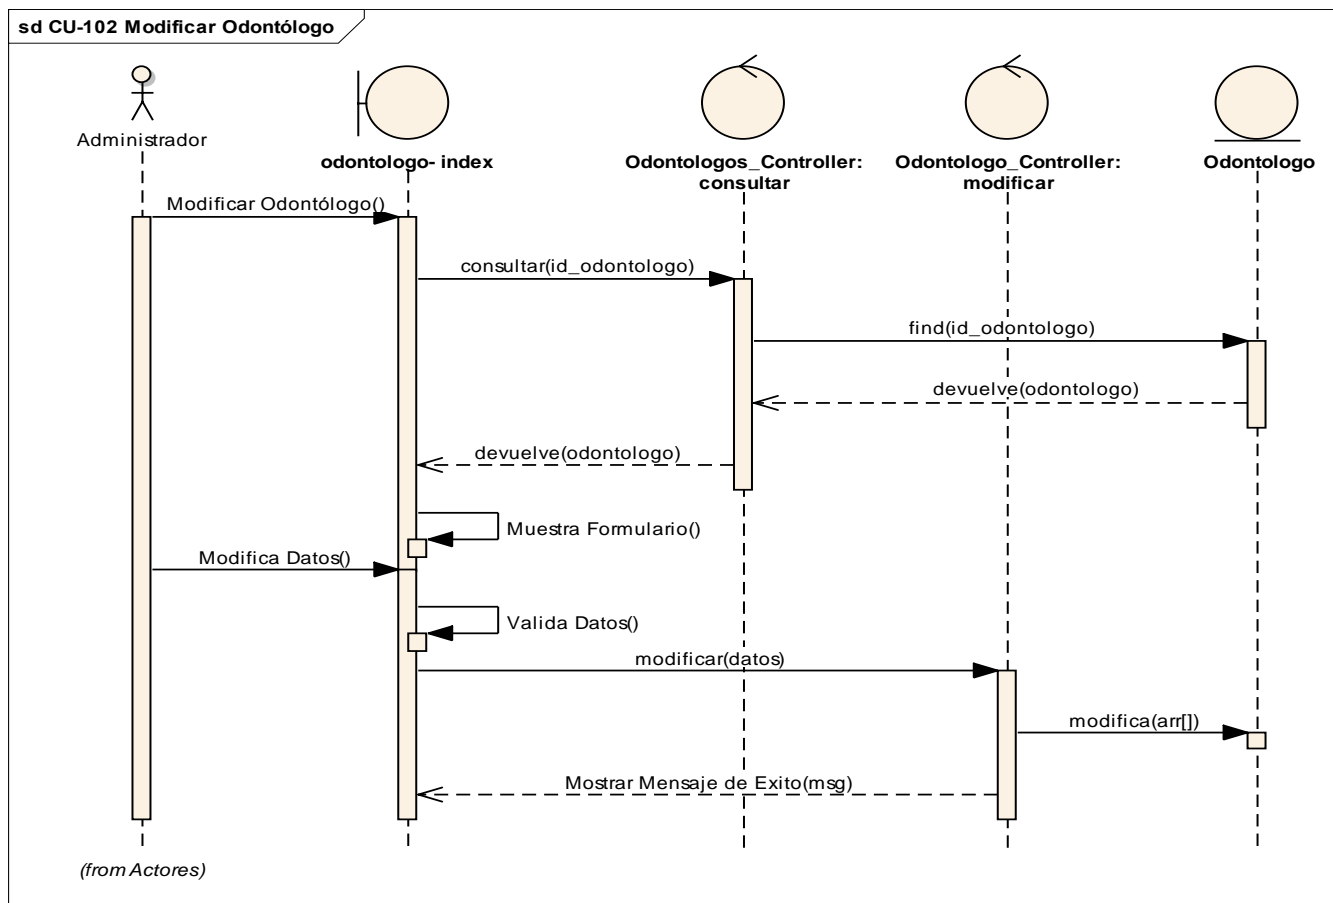 sd CU-102 Modificar Odontólogo
Administrador
odontologo- index
Odontologos_Controller:
consultar
Odontologo_Controller:
modificar
Odontologo
Modificar Odontólogo()
consultar(id_odontologo)
find(id_odontologo)
devuelve(odontologo)
devuelve(odontologo)
Muestra Formulario()
Modifica Datos()
Valida Datos()
modificar(datos)
modifica(arr[])
Mostrar Mensaje de Exito(msg)
(from Actores)